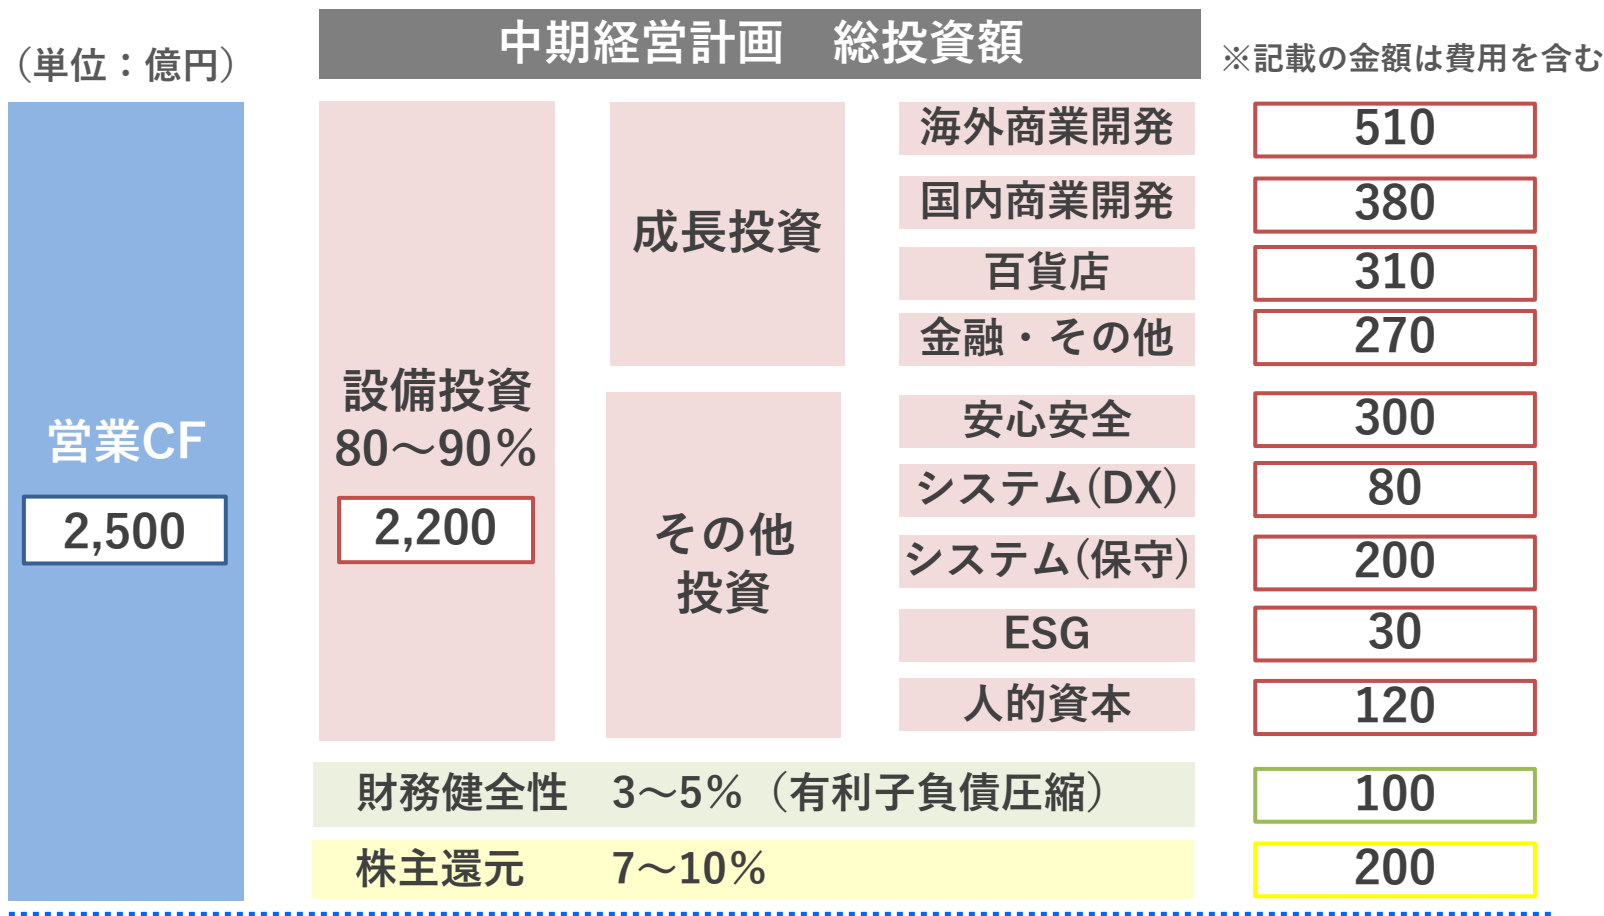 （単位：億円）
中期経営計画　総投資額
※記載の金額は費用を含む
営業CF
2,500
設備投資
80～90％
2,200
成長投資
海外商業開発
510
国内商業開発
380
百貨店
310
金融・その他
270
その他
投資
安心安全
300
システム(DX)
80
システム(保守)
200
ESG
30
人的資本
120
財務健全性　3～5％（有利子負債圧縮）
100
株主還元　　7～10％
200